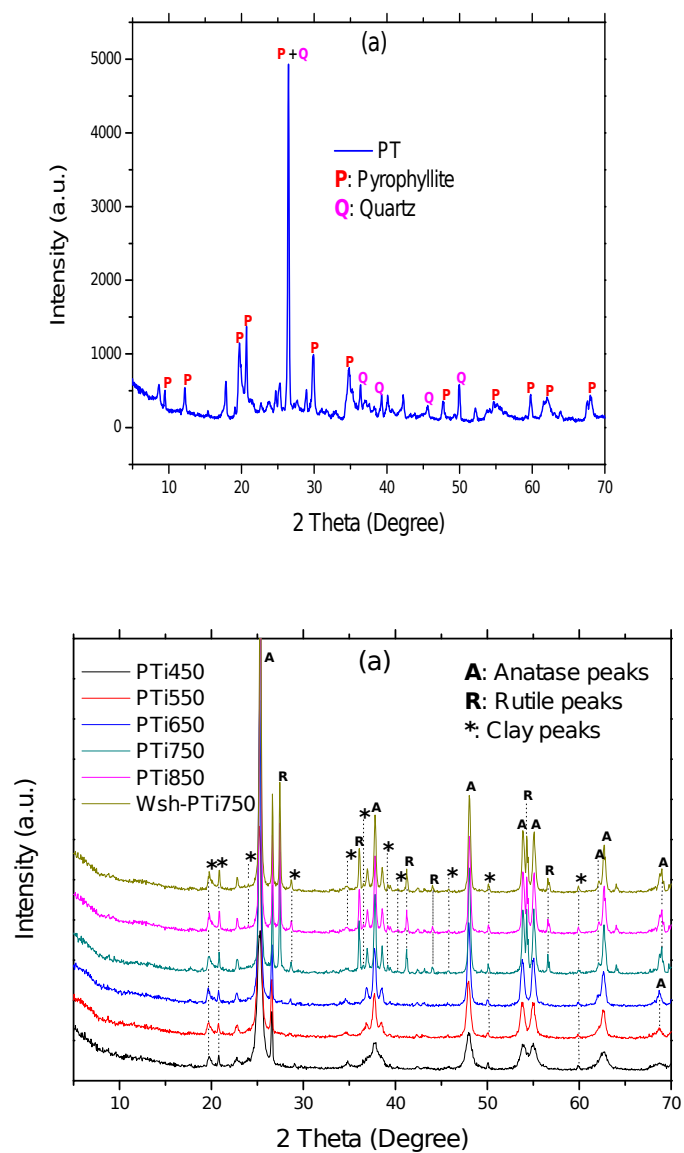 (a)
P+Q
5000
4000
3000
2000
1000
0
Intensity (a.u.)
PT
P: Pyrophyllite
Q: Quartz
P P P P P P Q Q Q P Q P P P P
10 20 30 40 50 60 70
2 Theta (Degree)
(a)
PTi450
PTi550
PTi650
PTi750
PTi850
Wsh-PTi750
A: Anatase peaks
R: Rutile peaks
*: Clay peaks
A
R
* * * * * R * A * * R R * A * A R A R * A A A
A
Intensity (a.u.)
10 20 30 40 50 60 70
2 Theta (Degree)